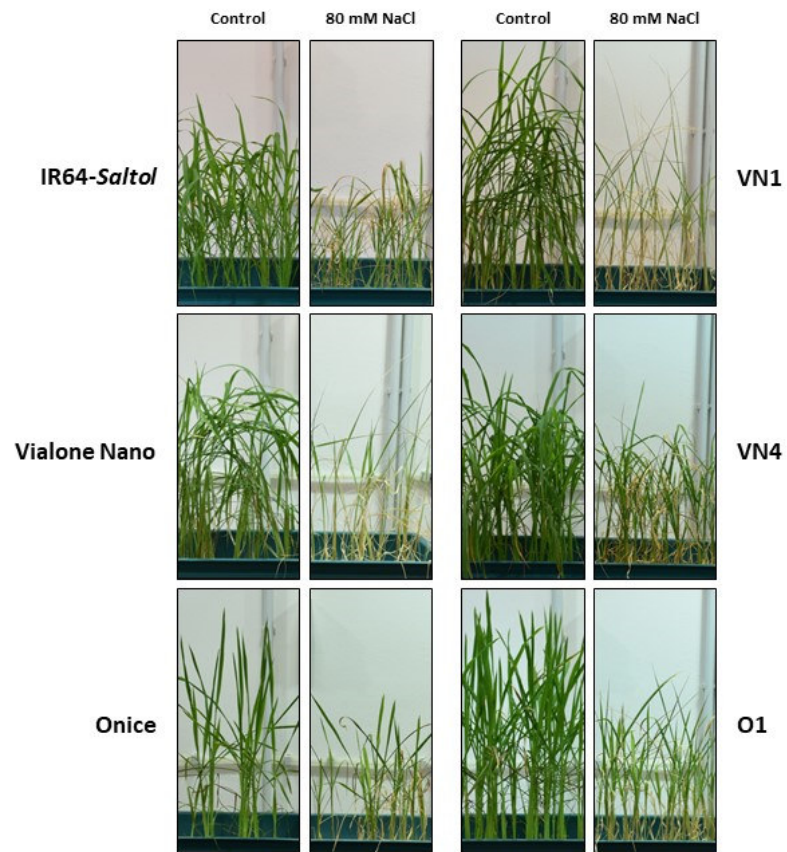 Control 80 mM NaCl Control 80 mM NaCl
IR64-Saltol VN1
Vialone Nano VN4
Onice O1